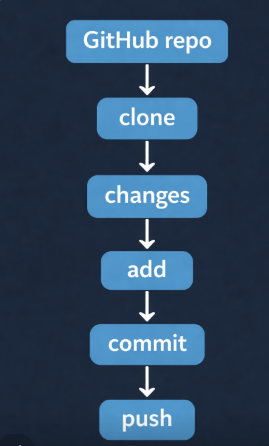 GitHub repo
clone
changes
add
commit
push